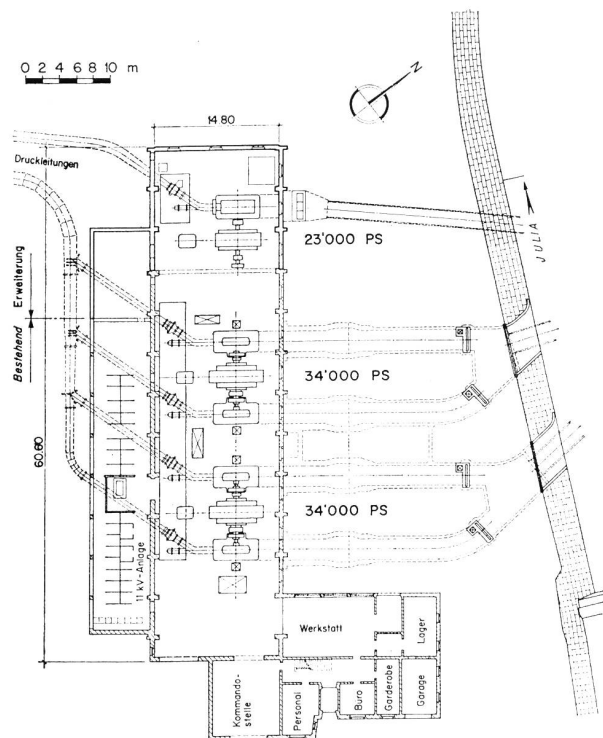 0 2 4 6 8 10 m
N
14.80
Druckleitungen
JULIA
23'000 PS
Erweiterung
Bestehend
34'000 PS
60.80
34'000 PS
11 kV-Anlage
Werkstatt
Lager
Kommando-
stelle
Personal
Büro
Garderobe
Garage